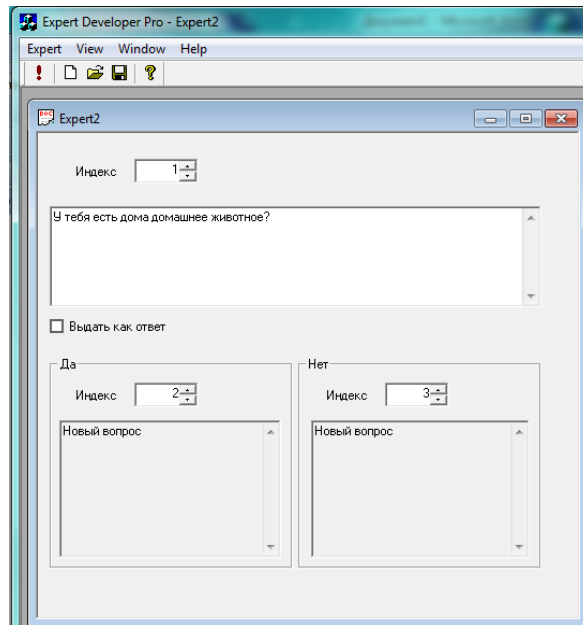 Expert Developer Pro - Expert2
Expert View Window Help
Expert2
Индекс 1
У тебя есть дома домашнее животное?
Выдать как ответ
Да
Нет
Индекс 2
Индекс 3
Новый вопрос
Новый вопрос